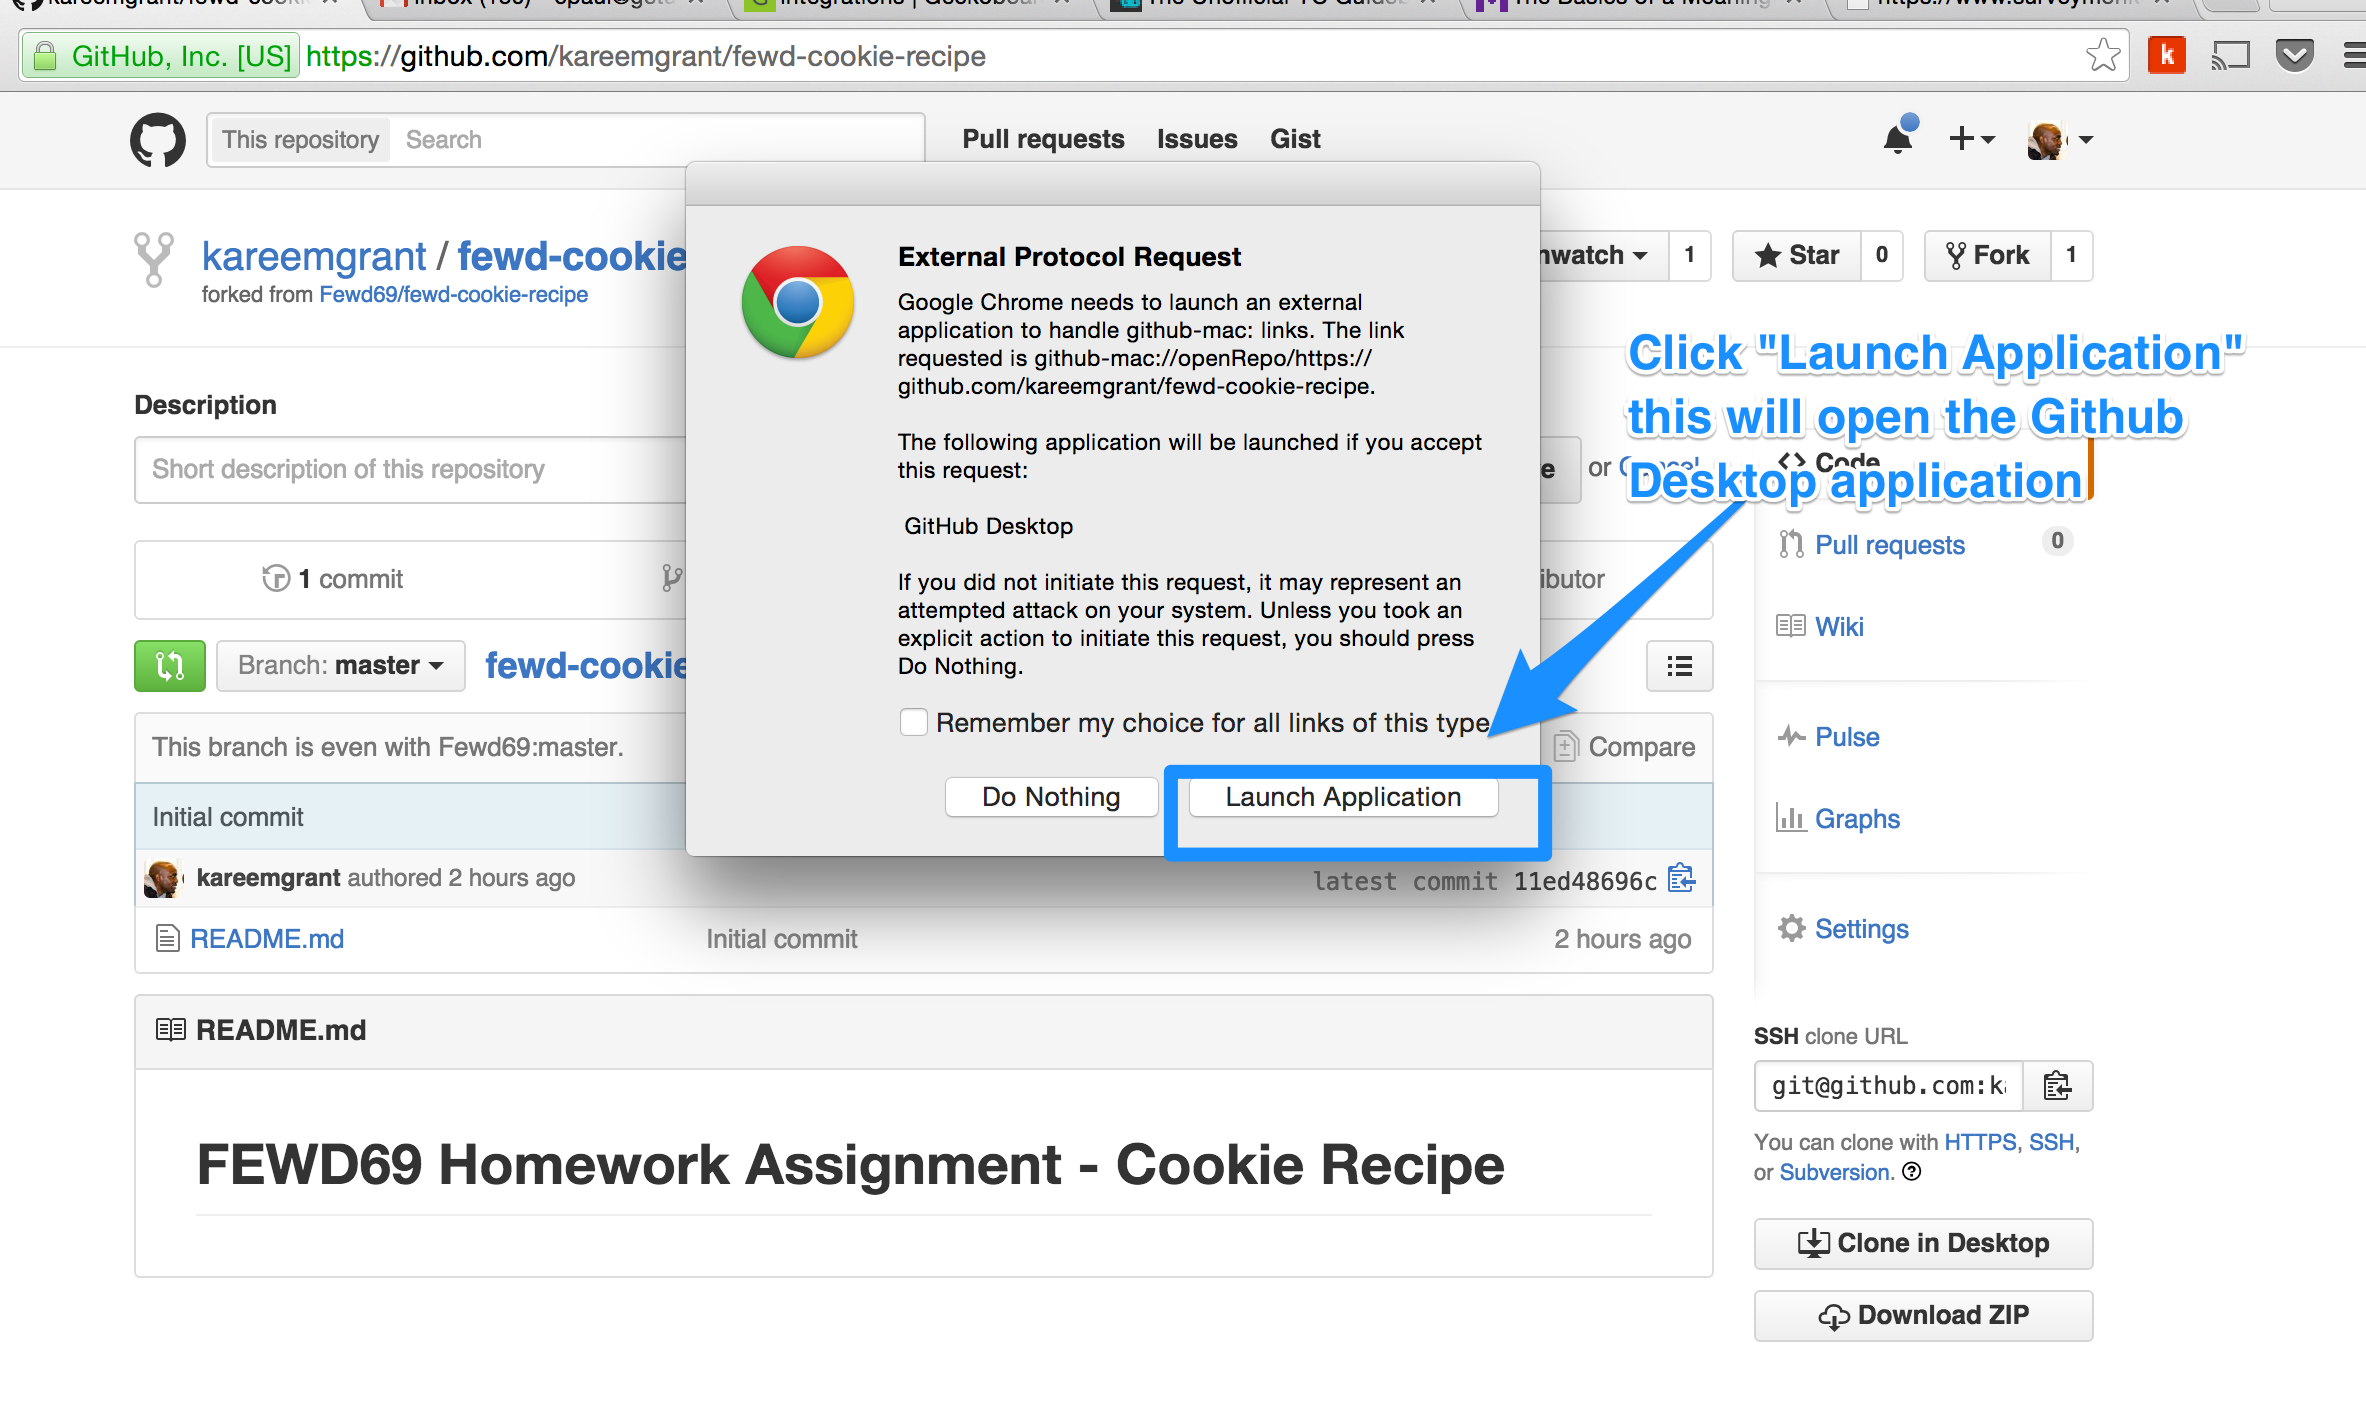 GitHub, Inc. [US] https://github.com/kareemgrant/fewd-cookie-recipe
k
This repository Search Pull requests Issues Gist
kareemgrant / fewd-cookie
forked from Fewd69/fewd-cookie-recipe
nwatch 1 Star 0 Fork 1
External Protocol Request
Google Chrome needs to launch an external
application to handle github-mac: links. The link
requested is github-mac://openRepo/https://
github.com/kareemgrant/fewd-cookie-recipe.
The following application will be launched if you accept
this request:
GitHub Desktop
If you did not initiate this request, it may represent an
attempted attack on your system. Unless you took an
explicit action to initiate this request, you should press
Do Nothing.
Remember my choice for all links of this type
Do Nothing Launch Application
Click "Launch Application"
this will open the Github
Desktop application
Description
Short description of this repository
e or Cancel
1 commit
ibutor
Branch: master fewd-cookie
This branch is even with Fewd69:master.
Compare
Initial commit
kareemgrant authored 2 hours ago
latest commit 11ed48696c
README.md Initial commit 2 hours ago
README.md
FEWD69 Homework Assignment - Cookie Recipe
Code
Pull requests 0
Wiki
Pulse
Graphs
Settings
SSH clone URL
git@github.com:ka
You can clone with HTTPS, SSH,
or Subversion.
Clone in Desktop
Download ZIP